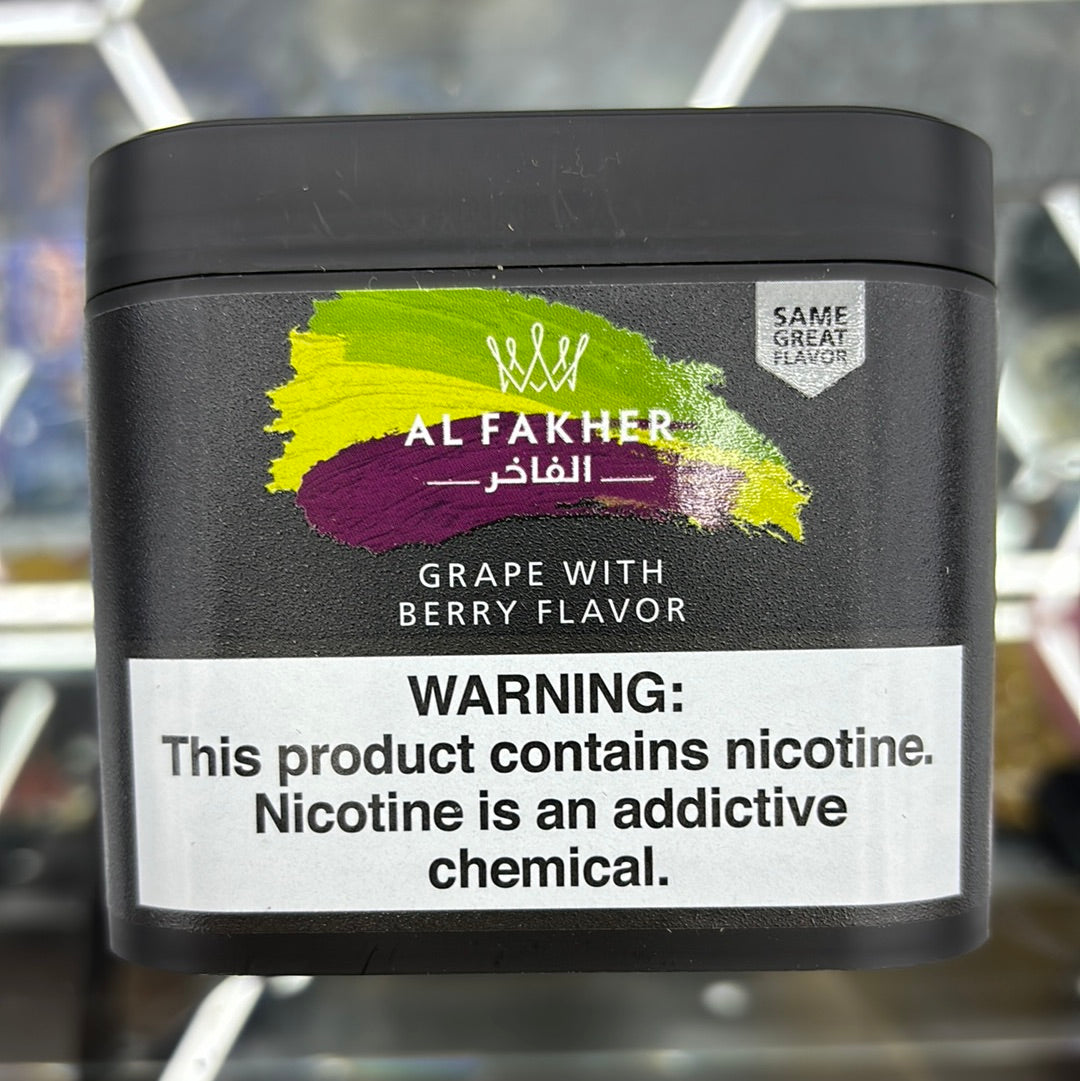 SAME
GREAT
FLAVOR
AL FAKHER
الفاخر
GRAPE WITH
BERRY FLAVOR
WARNING:
This product contains nicotine.
Nicotine is an addictive
chemical.